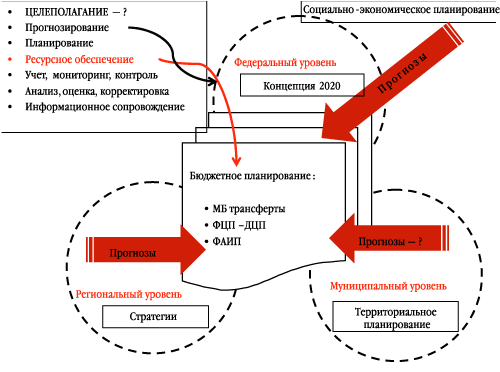 • ЦЕЛЕПОЛАГАНИЕ – ?
• Прогнозирование
• Планирование
• Ресурсное обеспечение
• Учет, мониторинг, контроль
• Анализ, оценка, корректировка
• Информационное сопровождение
Социально-экономическое планирование
Федеральный уровень
Концепция 2020
Прогнозы
Бюджетное планирование:
• МБ трансферты
• ФЦП –ДЦП
• ФАИП
Прогнозы
Прогнозы – ?
Региональный уровень
Стратегии
Муниципальный уровень
Территориальное
планирование